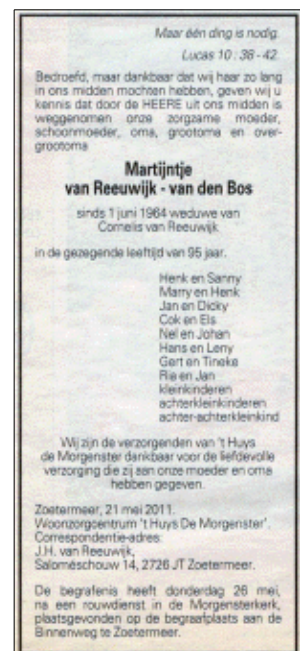 Maar één ding is nodig.
Lucas 10 : 38 - 42.
Bedroefd, maar dankbaar dat wij haar zo lang
in ons midden mochten hebben, geven wij u
kennis dat door de HEERE uit ons midden is
weggenomen onze zorgzame moeder,
schoonmoeder, oma, grootoma en over-
grootoma
Martijntje
van Reeuwijk - van den Bos
sinds 1 juni 1964 weduwe van
Cornelis van Reeuwijk
in de gezegende leeftijd van 95 jaar.
Henk en Sanny
Marry en Henk
Jan en Dicky
Cok en Els
Nel en Johan
Hans en Leny
Gert en Tineke
Ria en Jan
kleinkinderen
achterkleinkinderen
achter-achterkleinkind
Wij zijn de verzorgenden van 't Huys
de Morgenster dankbaar voor de liefdevolle
verzorging die zij aan onze moeder en oma
hebben gegeven.
Zoetermeer, 21 mei 2011.
Woonzorgcentrum 't Huys De Morgenster'.
Correspondentie-adres:
J.H. van Reeuwijk,
Saloméschouw 14, 2726 JT Zoetermeer.
De begrafenis heeft donderdag 26 mei,
na een rouwdienst in de Morgensterkerk,
plaatsgevonden op de begraafplaats aan de
Binnenweg te Zoetermeer.